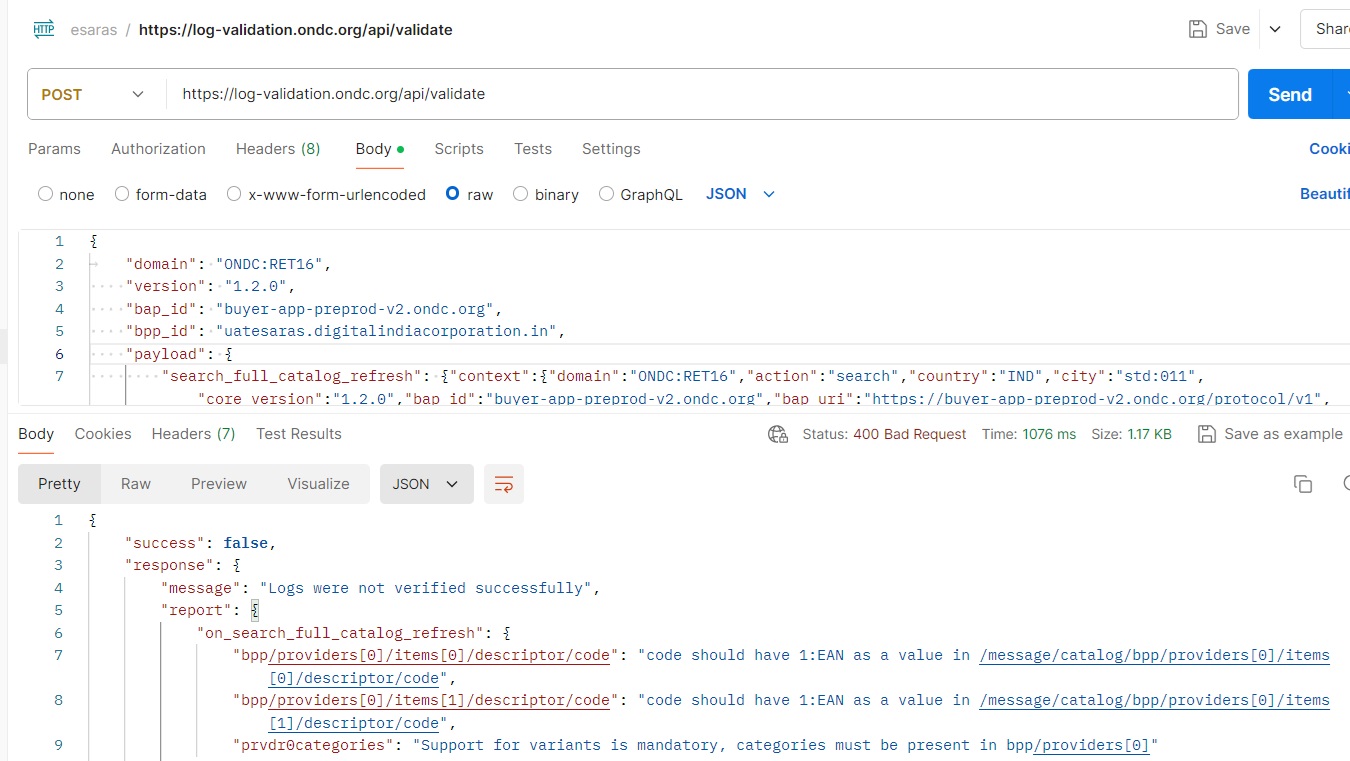 HTTP esaras / https://log-validation.ondc.org/api/validate Save
POST https://log-validation.ondc.org/api/validate Send
Params Authorization Headers (8) Body Scripts Tests Settings
none form-data x-www-form-urlencoded raw binary GraphQL JSON
1 {
2 "domain": "ONDC:RET16",
3 "version": "1.2.0",
4 "bap_id": "buyer-app-preprod-v2.ondc.org",
5 "bpp_id": "uatesaras.digitalindiacorporation.in",
6 "payload": {
7 "search_full_catalog_refresh": {"context":{"domain":"ONDC:RET16","action":"search","country":"IND","city":"std:011",
"core_version":"1.2.0","bap_id":"buyer-app-preprod-v2.ondc.org","bap_uri":"https://buyer-app-preprod-v2.ondc.org/protocol/v1",
Body Cookies Headers (7) Test Results Status: 400 Bad Request Time: 1076 ms Size: 1.17 KB Save as example
Pretty Raw Preview Visualize JSON
1 {
2 "success": false,
3 "response": {
4 "message": "Logs were not verified successfully",
5 "report": {
6 "on_search_full_catalog_refresh": {
7 "bpp/providers[0]/items[0]/descriptor/code": "code should have 1:EAN as a value in /message/catalog/bpp/providers[0]/items
[0]/descriptor/code",
8 "bpp/providers[0]/items[1]/descriptor/code": "code should have 1:EAN as a value in /message/catalog/bpp/providers[0]/items
[1]/descriptor/code",
9 "prvdr0categories": "Support for variants is mandatory, categories must be present in bpp/providers[0]"